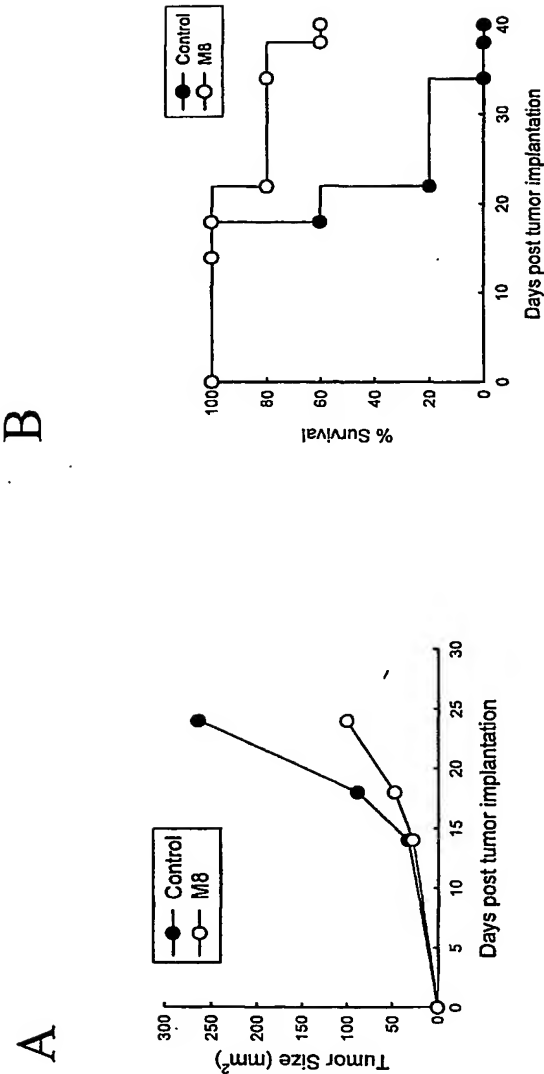 A
Control
M8
300
250
200
150
100
50
0
Tumor Size (mm²)
0 5 10 15 20 25 30
Days post tumor implantation
B
Control
M8
100
80
60
40
20
0
% Survival
0 10 20 30 40
Days post tumor implantation